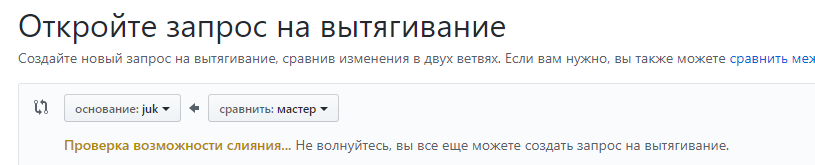 Откройте запрос на вытягивание
Создайте новый запрос на вытягивание, сравнив изменения в двух ветвях. Если вам нужно, вы также можете сравнить меж
основание: juk сравнить: мастер
Проверка возможности слияния... Не волнуйтесь, вы все еще можете создать запрос на вытягивание.